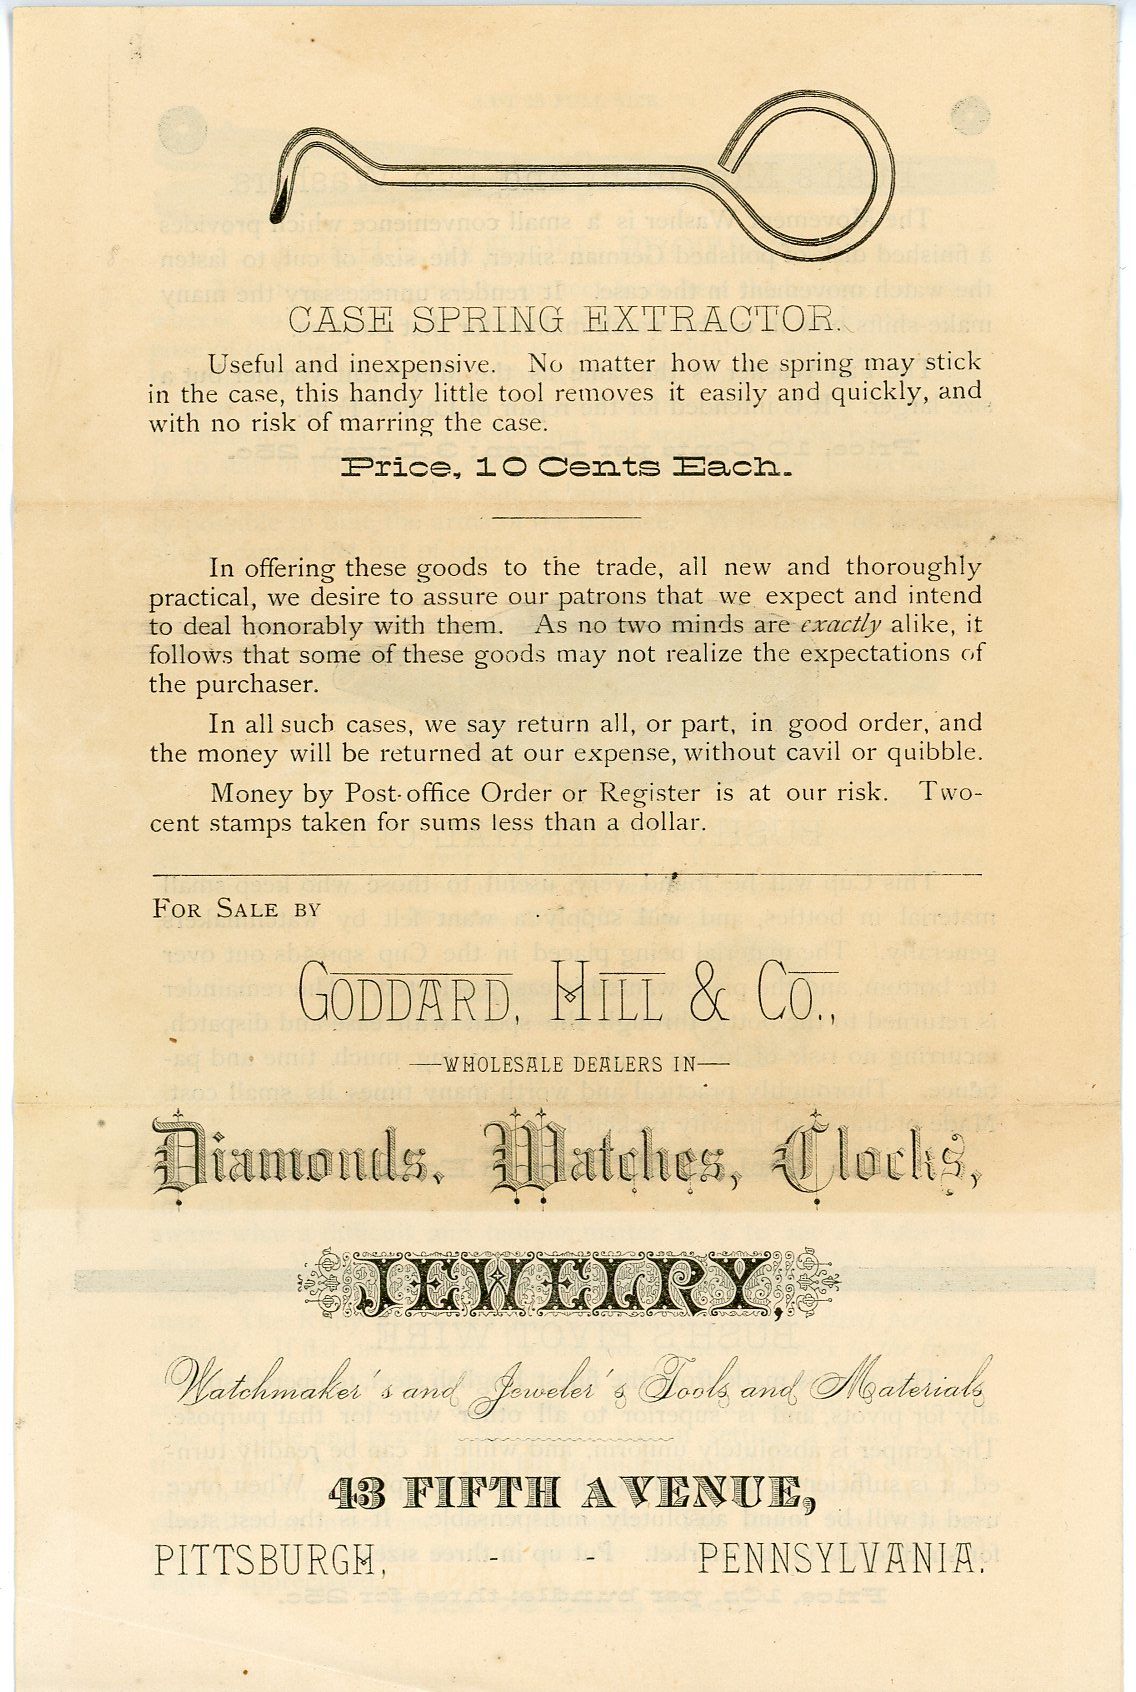 CASE SPRING EXTRACTOR.
Useful and inexpensive. No matter how the spring may stick
in the case, this handy little tool removes it easily and quickly, and
with no risk of marring the case.
Price, 10 Cents Each.
In offering these goods to the trade, all new and thoroughly
practical, we desire to assure our patrons that we expect and intend
to deal honorably with them. As no two minds are exactly alike, it
follows that some of these goods may not realize the expectations of
the purchaser.
In all such cases, we say return all, or part, in good order, and
the money will be returned at our expense, without cavil or quibble.
Money by Post-office Order or Register is at our risk. Two-
cent stamps taken for sums less than a dollar.
FOR SALE BY
GODDARD, HILL & CO.,
—WHOLESALE DEALERS IN—
Diamonds, Watches, Clocks,
JEWELRY,
Watchmaker's and Jeweler's Tools and Materials
43 FIFTH AVENUE,
PITTSBURGH, - - PENNSYLVANIA.